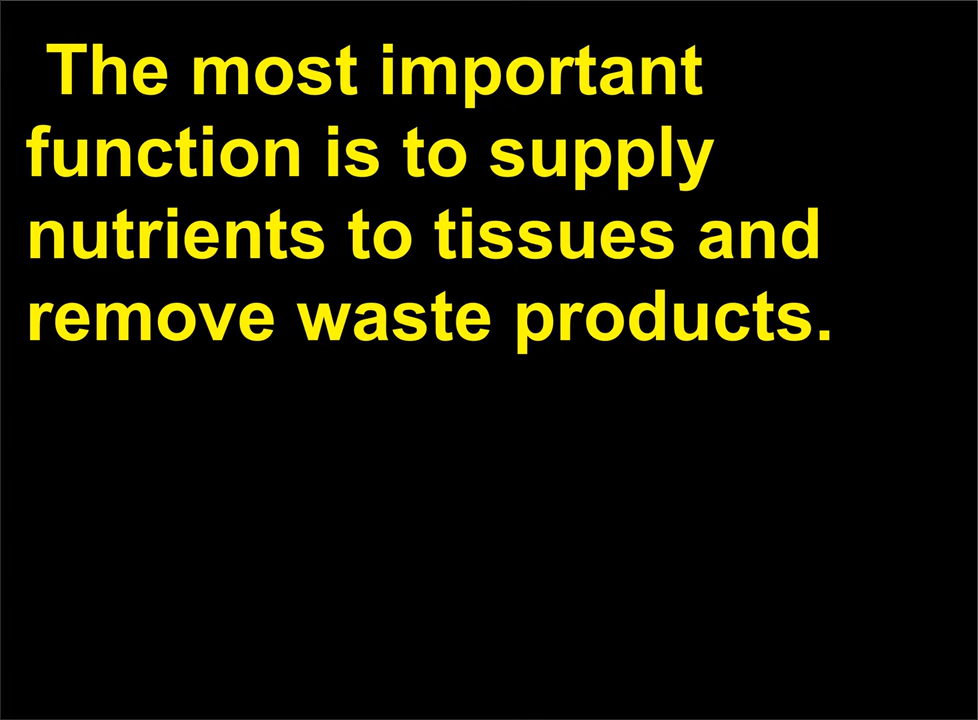 The most important
function is to supply
nutrients to tissues and
remove waste products.